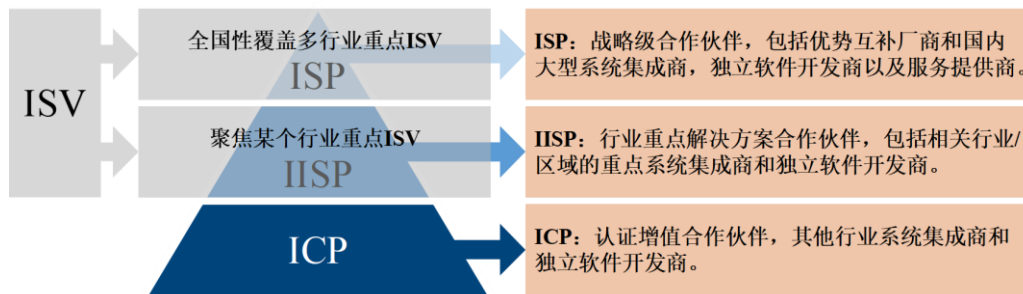 ISV
全国性覆盖多行业重点ISV
ISP
ISP：战略级合作伙伴，包括优势互补厂商和国内
大型系统集成商，独立软件开发商以及服务提供商。
聚焦某个行业重点ISV
IISP
IISP：行业重点解决方案合作伙伴，包括相关行业/
区域的重点系统集成商和独立软件开发商。
ICP
ICP：认证增值合作伙伴，其他行业系统集成商和
独立软件开发商。